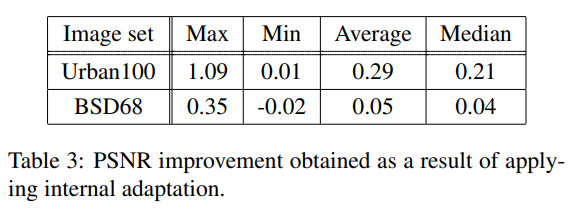 Image set Max Min Average Median
Urban100 1.09 0.01 0.29 0.21
BSD68 0.35 -0.02 0.05 0.04
Table 3: PSNR improvement obtained as a result of apply-
ing internal adaptation.